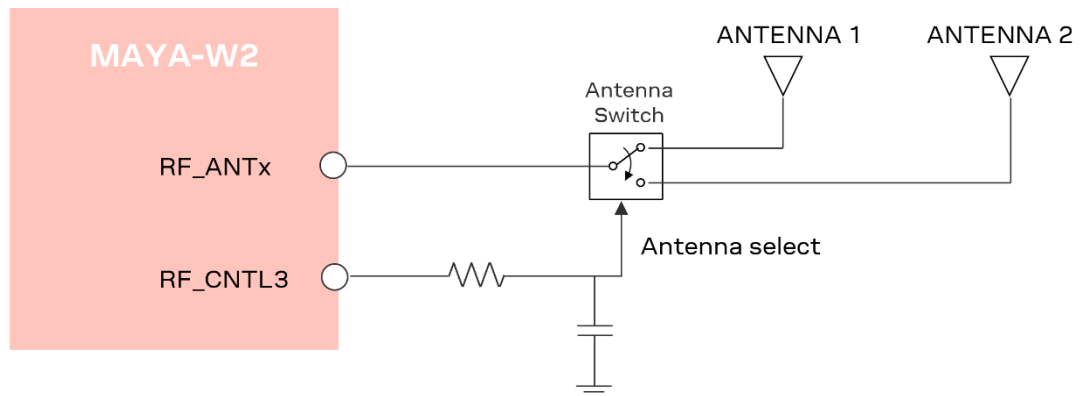 MAYA-W2
ANTENNA 1
ANTENNA 2
Antenna
Switch
RF_ANTx
Antenna select
RF_CNTL3